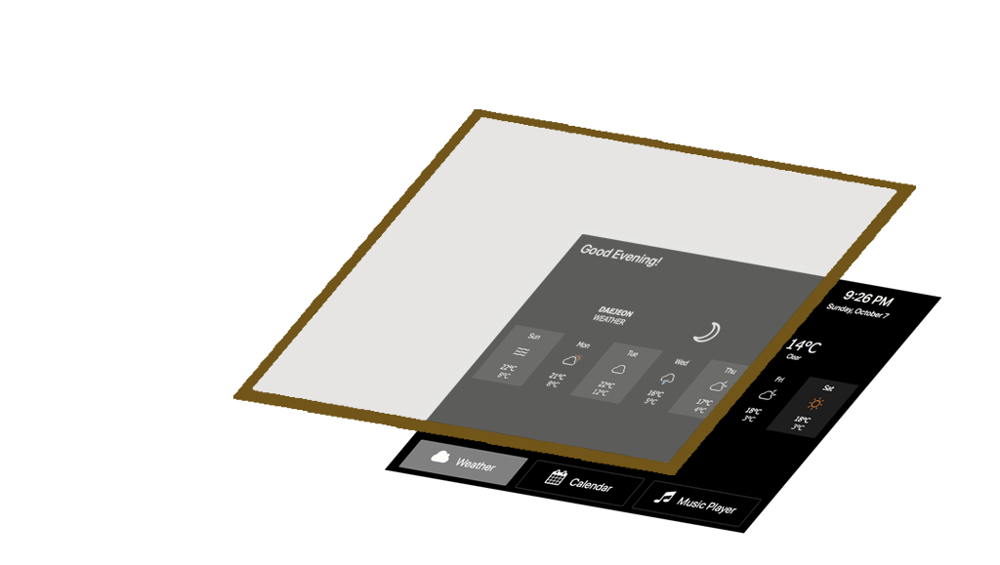 Good Evening!
9:26 PM
Sunday, October 7
DAEJEON
WEATHER
14°C
Clear
Sun
22°C
8°C
Mon
21°C
8°C
Tue
22°C
12°C
Wed
16°C
5°C
Thu
17°C
4°C
Fri
18°C
3°C
Sat
18°C
3°C
Weather
Calendar
Music Player